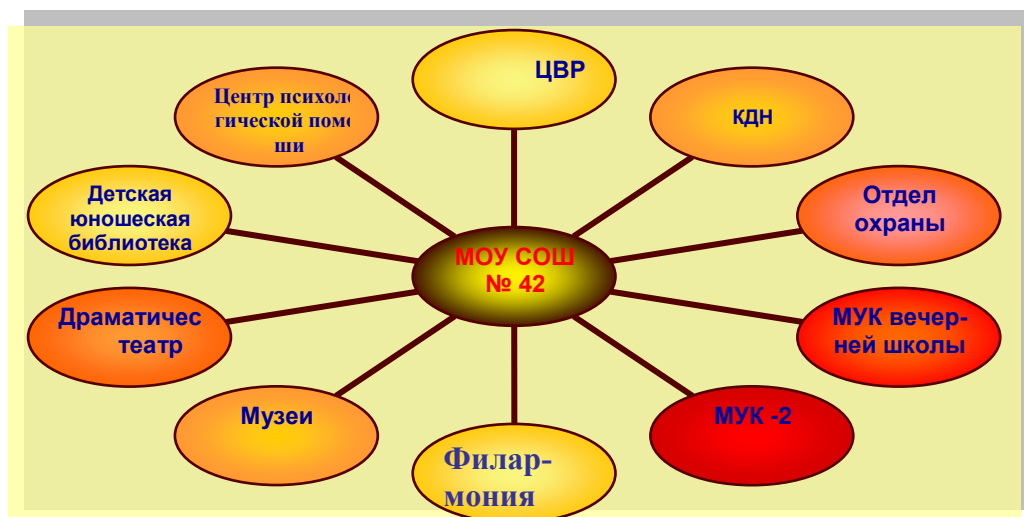 ЦВР
Центр психоло
гической помо
ши
КДН
Детская
юношеская
библиотека
Отдел
охраны
МОУ СОШ
№ 42
Драматичес
театр
МУК вечер-
ней школы
Музеи
МУК -2
Филар-
мония